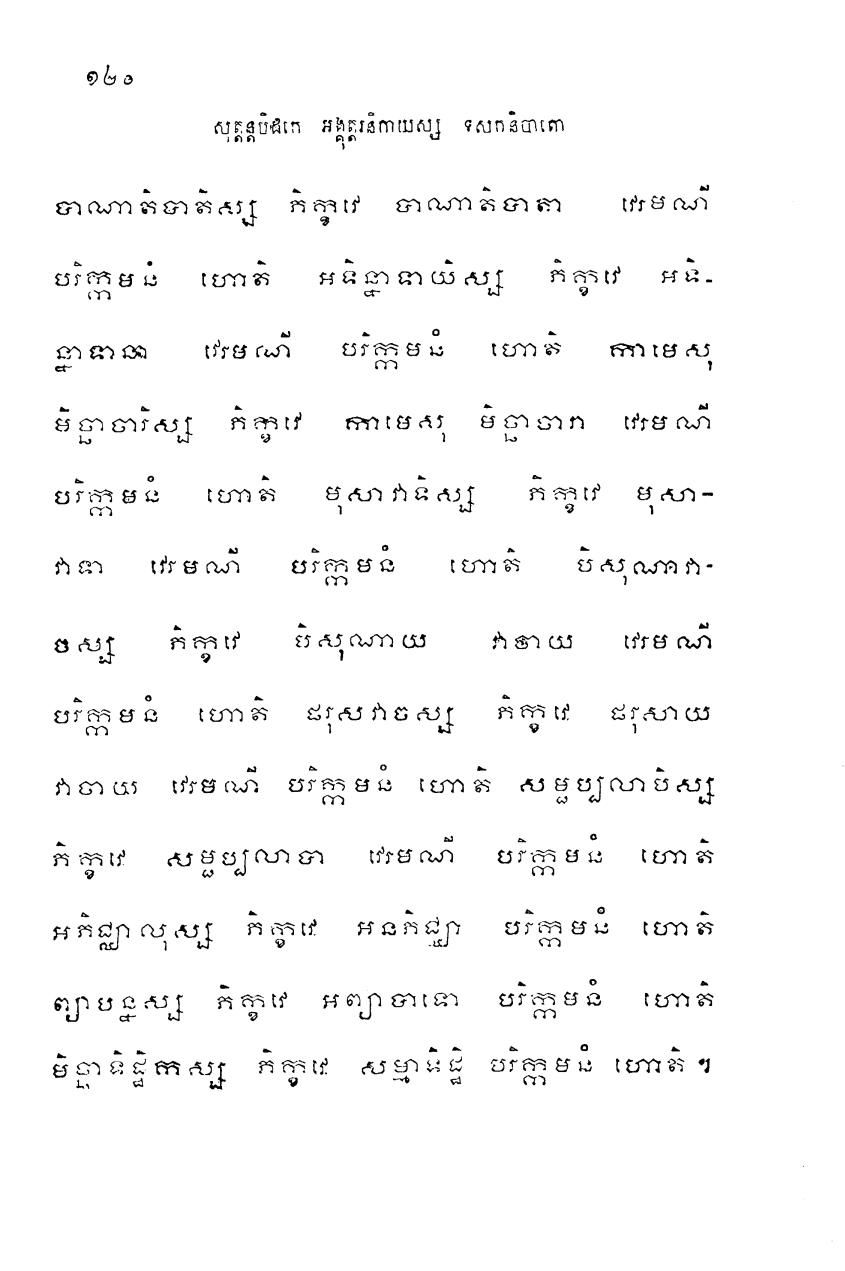 ១២០
សុត្តន្តបិដកេ អង្គុត្តរនិកាយស្ស ទសកនិបាតោ
បាណាតិបាតិស្ស ភិក្ខវេ បាណាតិបាតា វេរមណី
បរិក្កមនំ ហោតិ អទិន្នាទាយិស្ស ភិក្ខវេ អទិ-
ន្នាទានា វេរមណី បរិក្កមនំ ហោតិ កាមេសុ
មិច្ឆាចារិស្ស ភិក្ខវេ កាមេសុ មិច្ឆាចារា វេរមណី
បរិក្កមនំ ហោតិ មុសាវាទិស្ស ភិក្ខវេ មុសា-
វាទា វេរមណី បរិក្កមនំ ហោតិ បិសុណាវា-
ចស្ស ភិក្ខវេ បិសុណាយ វាចាយ វេរមណី
បរិក្កមនំ ហោតិ ផរុសវាចស្ស ភិក្ខវេ ផរុសាយ
វាចាយ វេរមណី បរិក្កមនំ ហោតិ សម្ផប្បលាបិស្ស
ភិក្ខវេ សម្ផប្បលាបា វេរមណី បរិក្កមនំ ហោតិ
អភិជ្ឈាលុស្ស ភិក្ខវេ អនភិជ្ឈា បរិក្កមនំ ហោតិ
ព្យាបន្នស្ស ភិក្ខវេ អព្យាបាទោ បរិក្កមនំ ហោតិ
មិច្ឆាទិដ្ឋិកស្ស ភិក្ខវេ សម្មាទិដ្ឋិ បរិក្កមនំ ហោតិ។